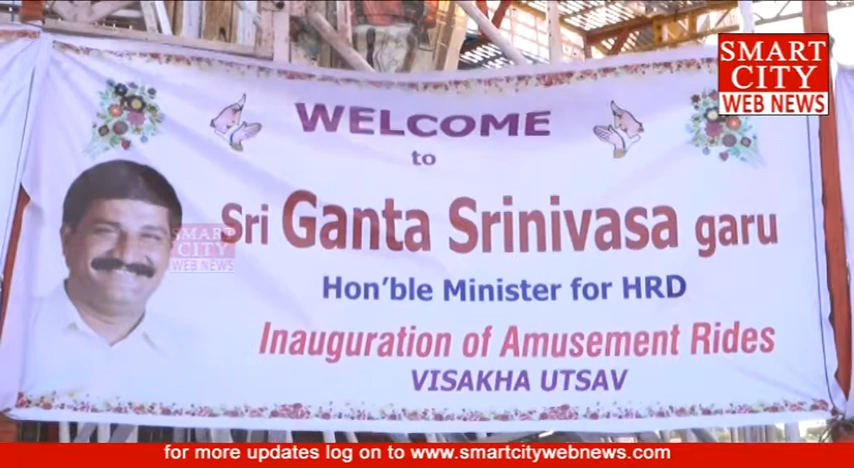 SMART
CITY
WEB NEWS
WELCOME
to
Sri Ganta Srinivasa garu
Hon'ble Minister for HRD
Inauguration of Amusement Rides
VISAKHA UTSAV
SMART
CITY
WEB NEWS
for more updates log on to www.smartcitywebnews.com